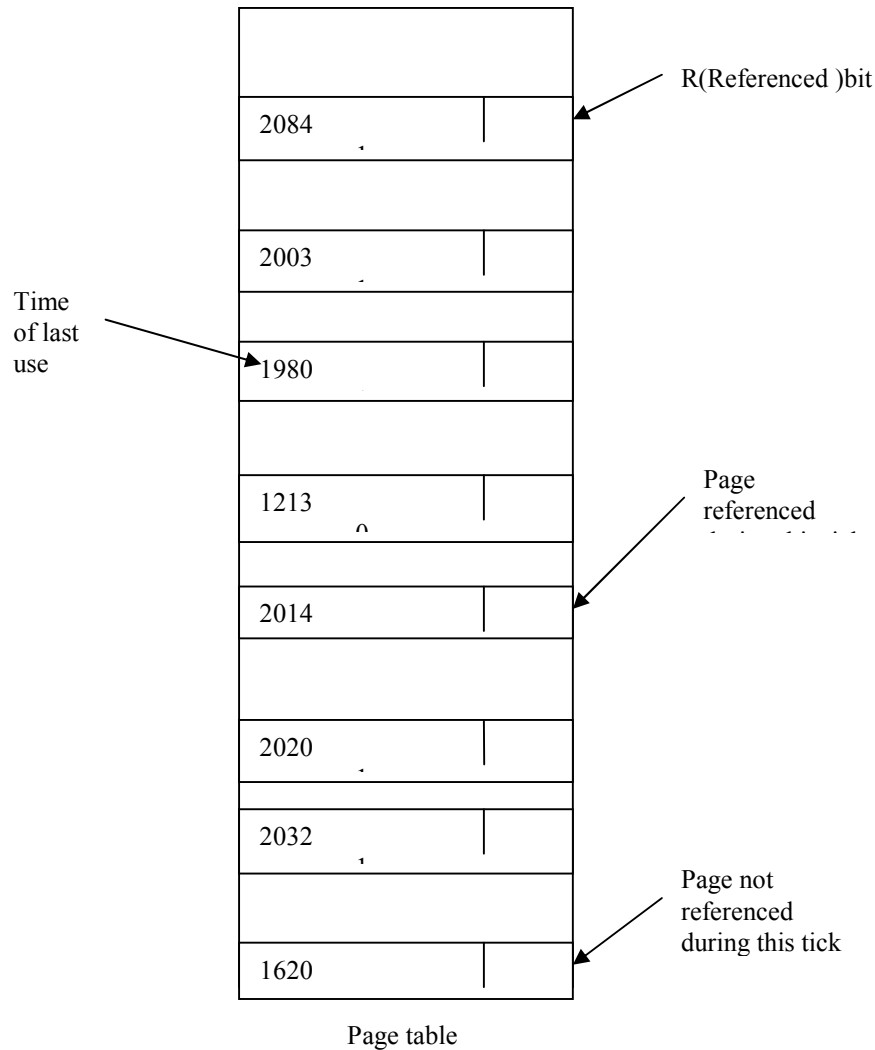 R(Referenced )bit
2084
2003
Time
of last
use
1980
Page
referenced
1213
2014
2020
2032
Page not
referenced
during this tick
1620
Page table